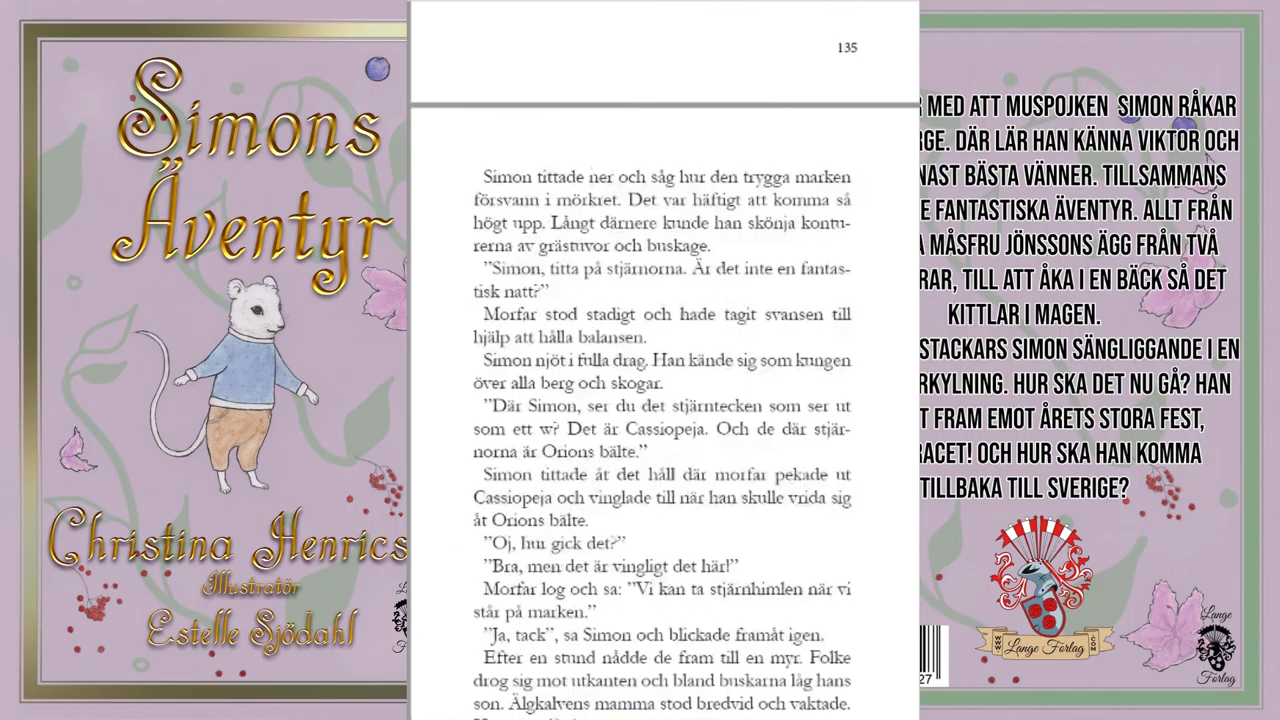 Simons
Äventyr
Christina Henrics
Illustratör
Estelle Sjödahl
135
Simon tittade ner och såg hur den trygga marken
försvann i mörkret. Det var häftigt att komma så
högt upp. Långt därnere kunde han skönja kontu-
rerna av grästuvor och buskage.
”Simon, titta på stjärnorna. Är det inte en fantas-
tisk natt?”
Morfar stod stadigt och hade tagit svansen till
hjälp att hålla balansen.
Simon njöt i fulla drag. Han kände sig som kungen
över alla berg och skogar.
”Där Simon, ser du det stjärntecken som ser ut
som ett w? Det är Cassiopeja. Och de där stjär-
norna är Orions bälte.”
Simon tittade åt det håll där morfar pekade ut
Cassiopeja och vinglade till när han skulle vrida sig
åt Orions bälte.
”Oj, hur gick det?”
”Bra, men det är vingligt det här!”
Morfar log och sa: ”Vi kan ta stjärnhimlen när vi
står på marken.”
”Ja, tack”, sa Simon och blickade framåt igen.
Efter en stund nådde de fram till en myr. Folke
drog sig mot utkanten och bland buskarna låg hans
son. Älgkalvens mamma stod bredvid och vaktade.
MED ATT MUSPOJKEN SIMON RÅKAR
RGE. DÄR LÄR HAN KÄNNA VIKTOR OCH
NAST BÄSTA VÄNNER. TILLSAMMANS
E FANTASTISKA ÄVENTYR. ALLT FRÅN
A MÅSFRU JÖNSSONS ÄGG FRÅN TVÅ
RAR, TILL ATT ÅKA I EN BÄCK SÅ DET
KITTLAR I MAGEN.
STACKARS SIMON SÄNGLIGGANDE I EN
RKYLNING. HUR SKA DET NU GÅ? HAN
T FRAM EMOT ÅRETS STORA FEST,
RACET! OCH HUR SKA HAN KOMMA
TILLBAKA TILL SVERIGE?
WWW Lange Förlag .COM
Lange
Förlag
27